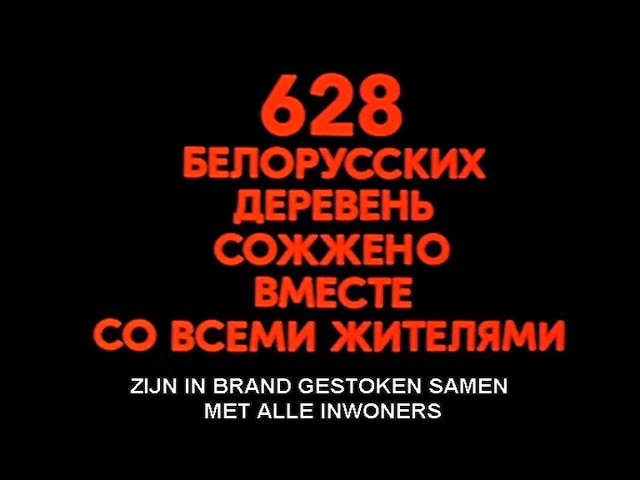 628
БЕЛОРУССКИХ
ДЕРЕВЕНЬ
СОЖЖЕНО
ВМЕСТЕ
СО ВСЕМИ ЖИТЕЛЯМИ
ZIJN IN BRAND GESTOKEN SAMEN
MET ALLE INWONERS